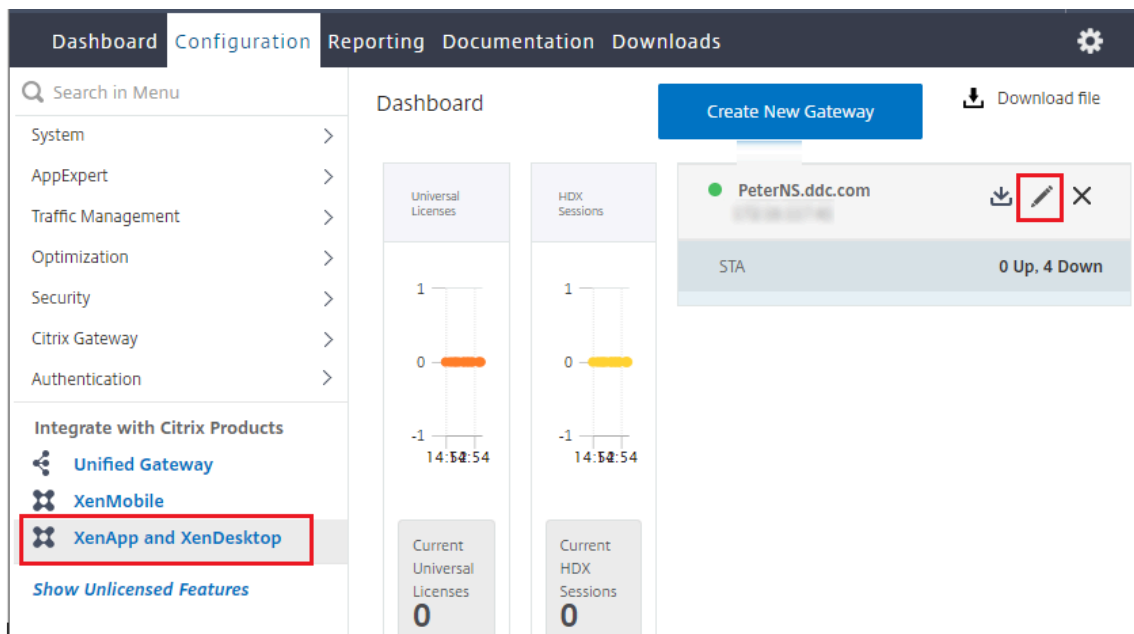 Dashboard Configuration Reporting Documentation Downloads
Search in Menu
System
AppExpert
Traffic Management
Optimization
Security
Citrix Gateway
Authentication
Integrate with Citrix Products
Unified Gateway
XenMobile
XenApp and XenDesktop
Show Unlicensed Features
Dashboard
Create New Gateway
Download file
Universal
Licenses
1
0
-1
Current
Universal
Licenses
0
HDX
Sessions
1
0
-1
Current
HDX
Sessions
0
PeterNS.ddc.com
STA 0 Up, 4 Down